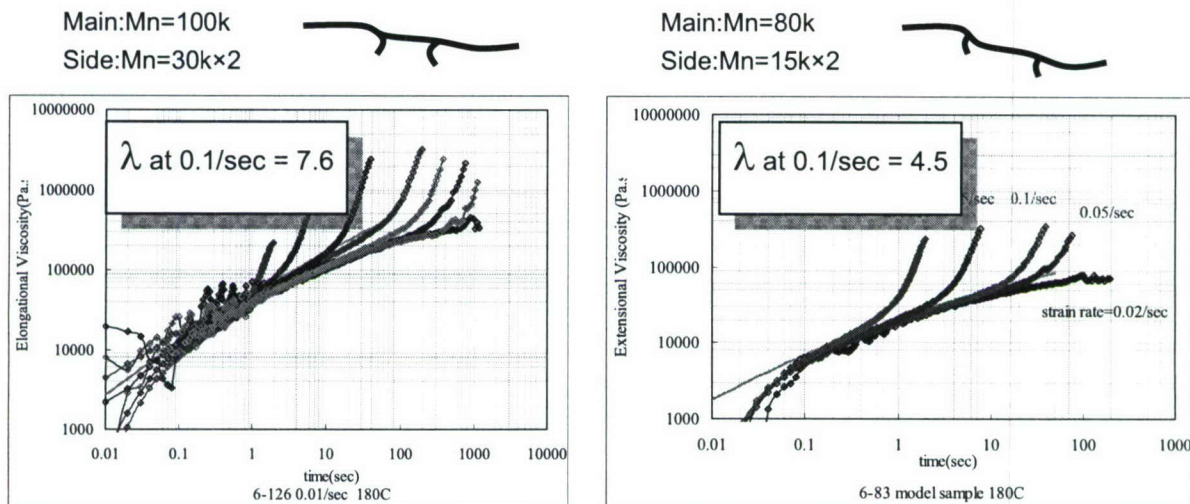 Main:Mn=100k
Side:Mn=30k×2
10000000
1000000
100000
10000
1000
Elongational Viscosity(Pa.s
λ at 0.1/sec = 7.6
0.01 0.1 1 10 100 1000 10000
time(sec)
6-126 0.01/sec 180C
Main:Mn=80k
Side:Mn=15k×2
10000000
1000000
100000
10000
1000
Extensional Viscosity (Pa.s
λ at 0.1/sec = 4.5
/sec 0.1/sec
0.05/sec
strain rate=0.02/sec
0.01 0.1 1 10 100 1000
time(sec)
6-83 model sample 180C